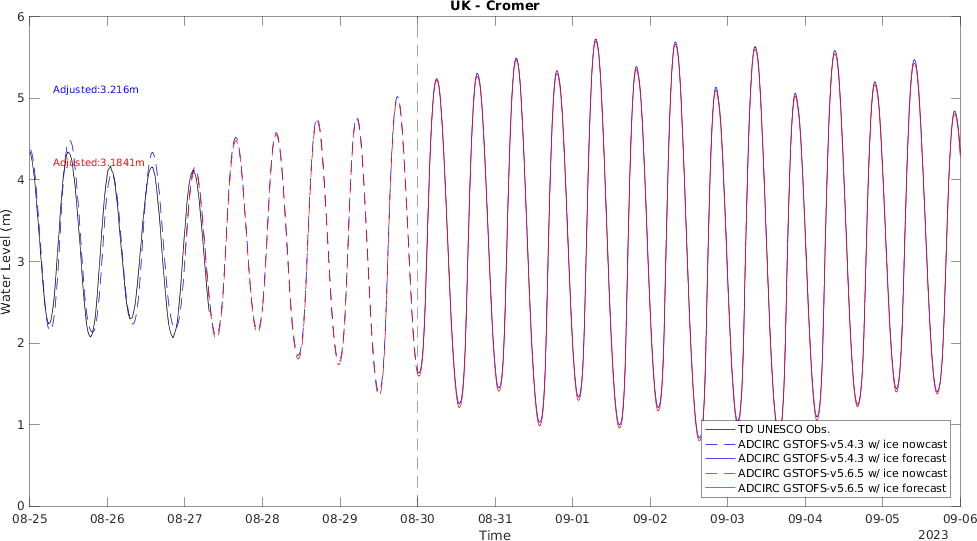 UK - Cromer
6
5
4
3
2
1
0
Water Level (m)
Adjusted:3.216m
Adjusted:3.1841m
TD UNESCO Obs.
ADCIRC GSTOFS-v5.4.3 w/ ice nowcast
ADCIRC GSTOFS-v5.4.3 w/ ice forecast
ADCIRC GSTOFS-v5.6.5 w/ ice nowcast
ADCIRC GSTOFS-v5.6.5 w/ ice forecast
08-25 08-26 08-27 08-28 08-29 08-30 08-31 09-01 09-02 09-03 09-04 09-05 09-06
Time
2023